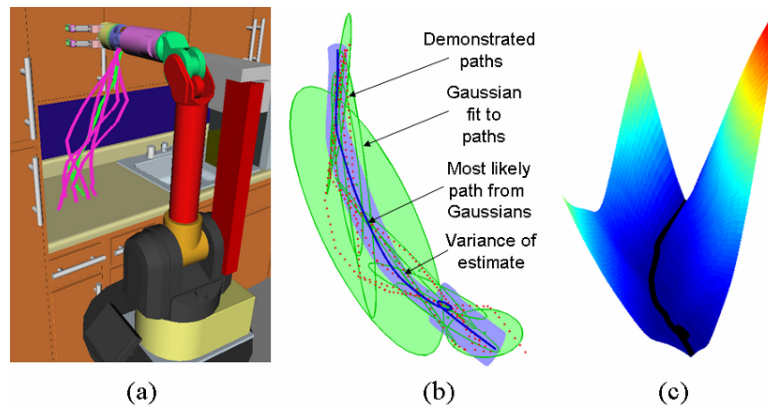 Demonstrated
paths
Gaussian
fit to
paths
Most likely
path from
Gaussians
Variance of
estimate
(a)
(b)
(c)